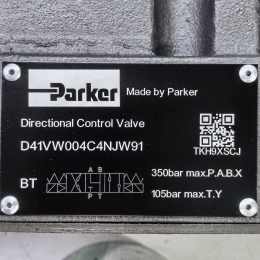 Parker
Made by Parker
Directional Control Valve
D41VW004C4NJW91
TKH9XSCJ
A B
BT
P T
350bar max.P.A.B.X
105bar max.T.Y